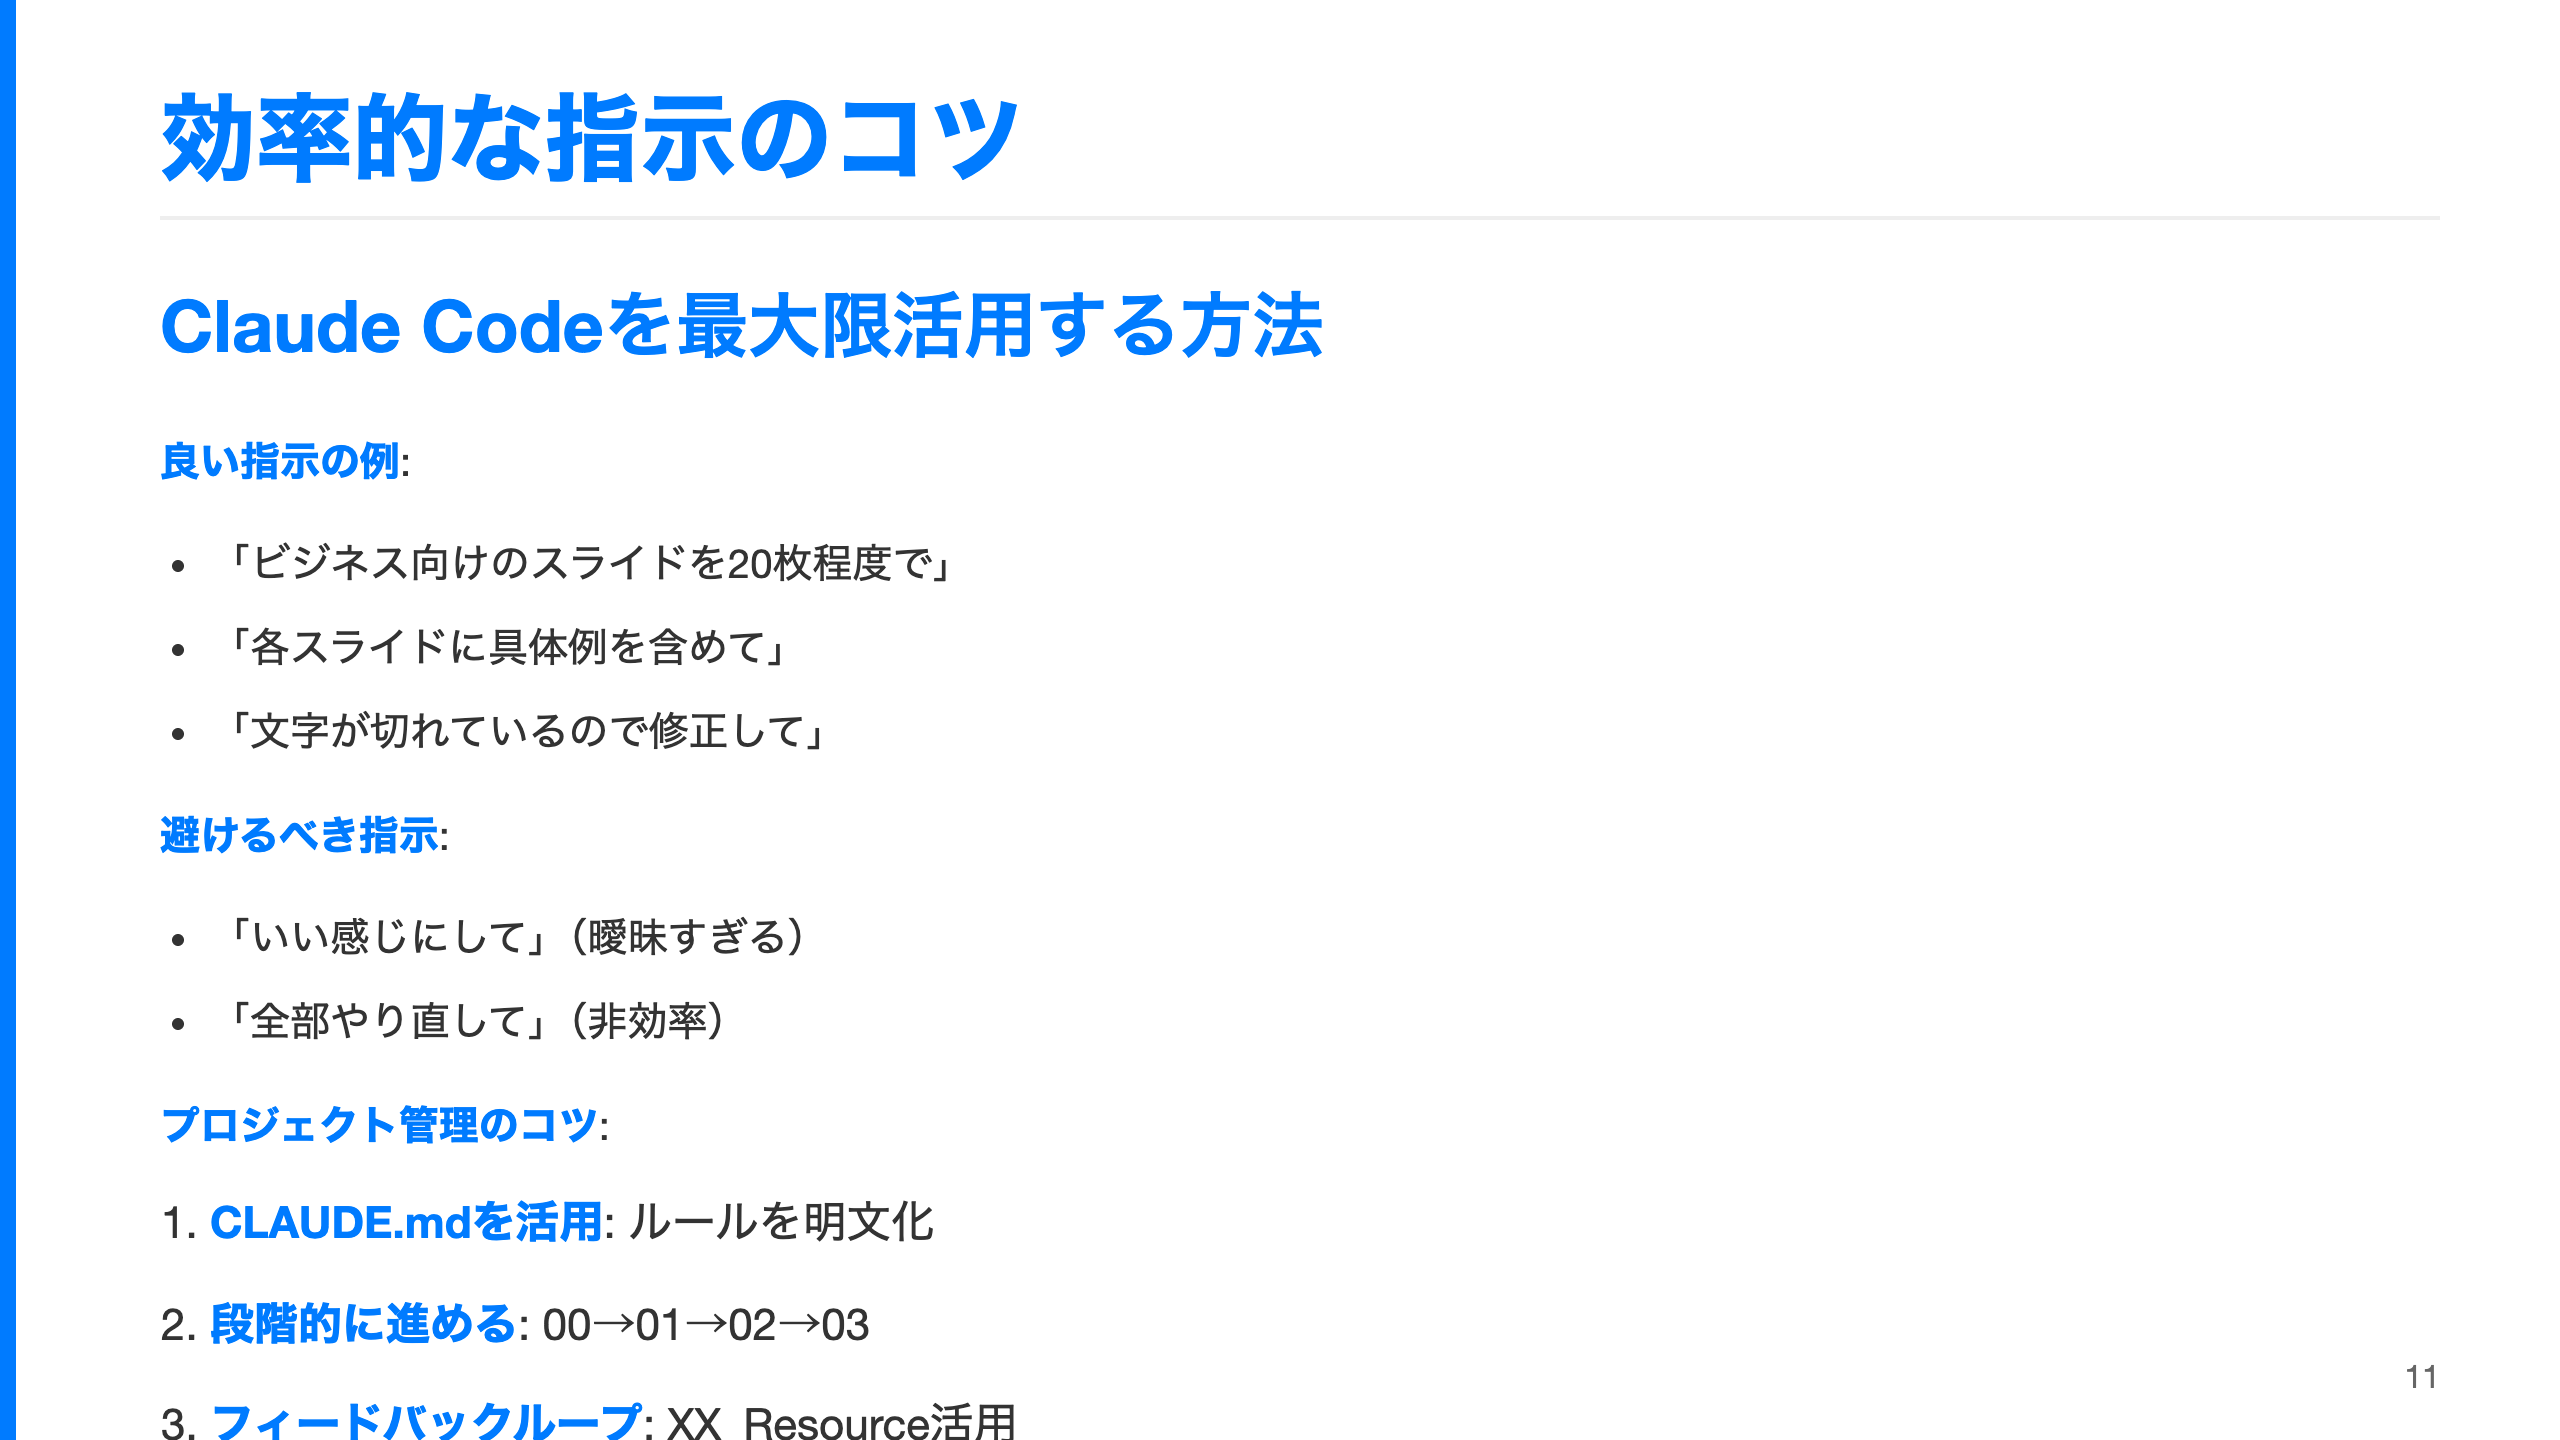 効率的な指示のコツ
Claude Codeを最大限活用する方法
良い指示の例:
• 「ビジネス向けのスライドを20枚程度で」
• 「各スライドに具体例を含めて」
• 「文字が切れているので修正して」
避けるべき指示:
• 「いい感じにして」（曖昧すぎる）
• 「全部やり直して」（非効率）
プロジェクト管理のコツ:
1. CLAUDE.mdを活用: ルールを明文化
2. 段階的に進める: 00→01→02→03
3. フィードバックループ: XX_Resource活用
11